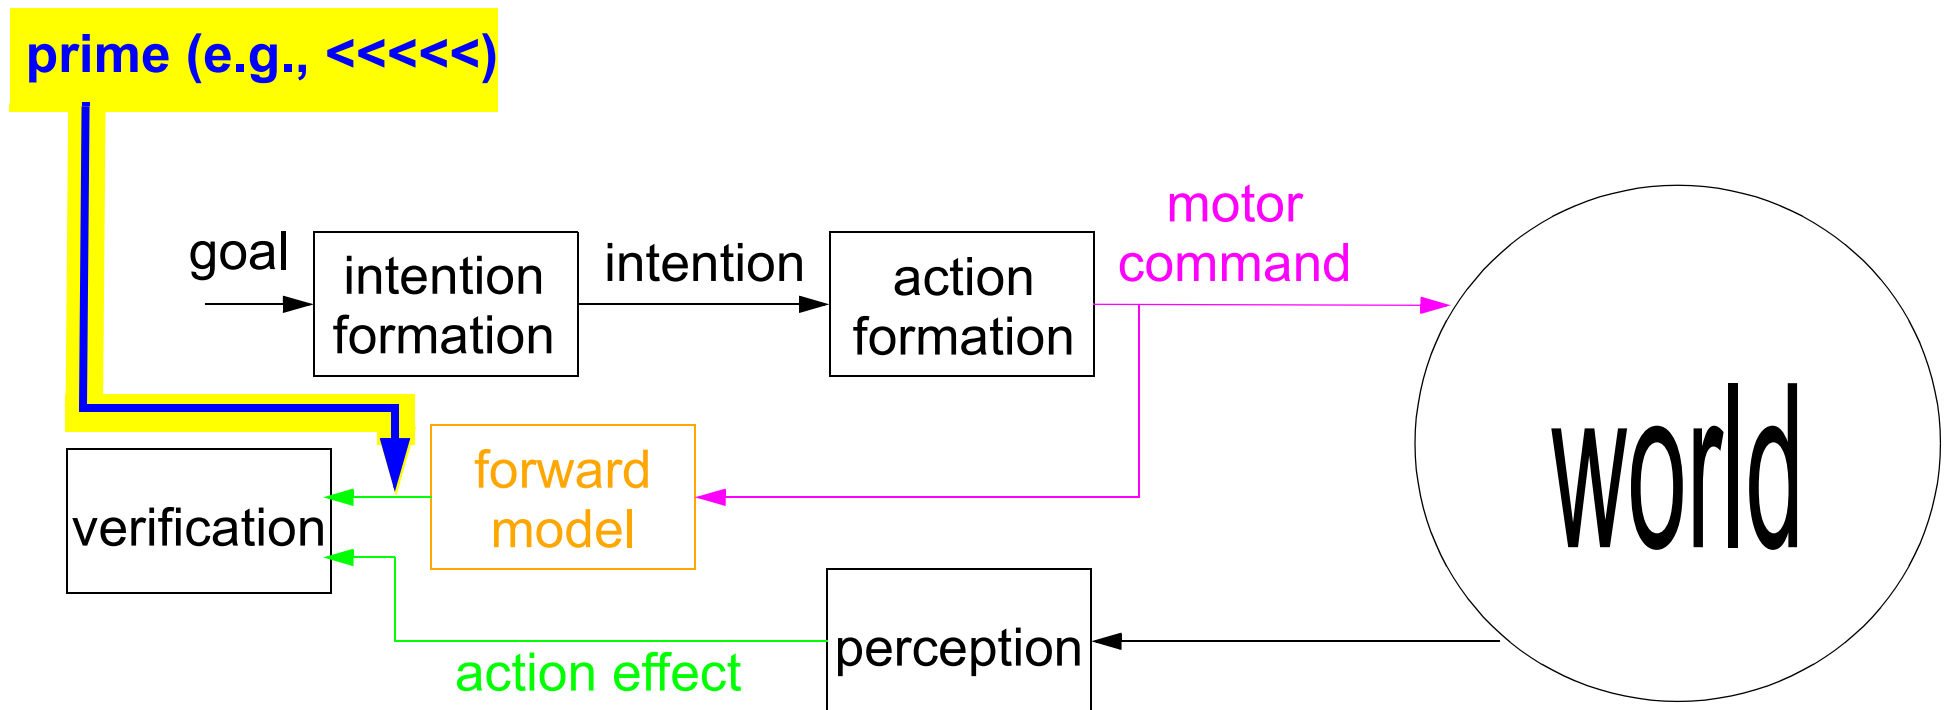 prime (e.g., <<<<<)
goal
intention
formation
intention
action
formation
motor
command
world
forward
model
verification
perception
action effect